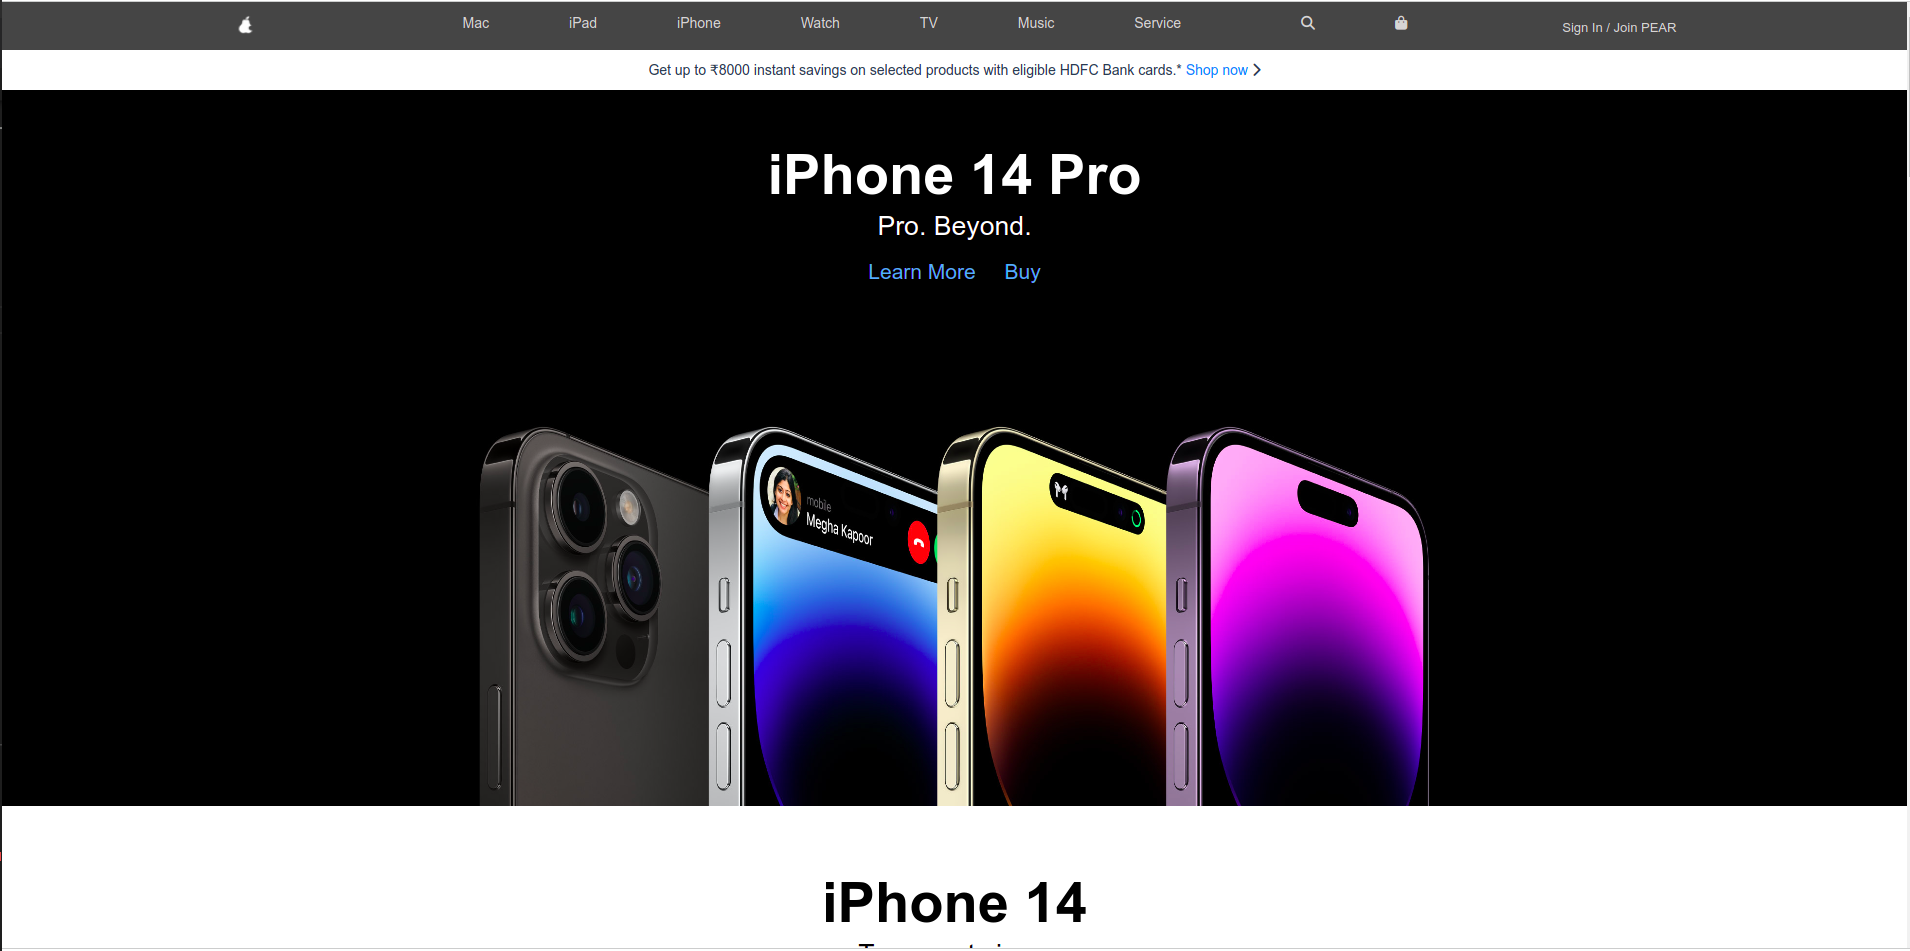 Mac iPad iPhone Watch TV Music Service Sign In / Join PEAR
Get up to ₹8000 instant savings on selected products with eligible HDFC Bank cards.* Shop now
iPhone 14 Pro
Pro. Beyond.
Learn More Buy
mobile
Megha Kapoor
iPhone 14